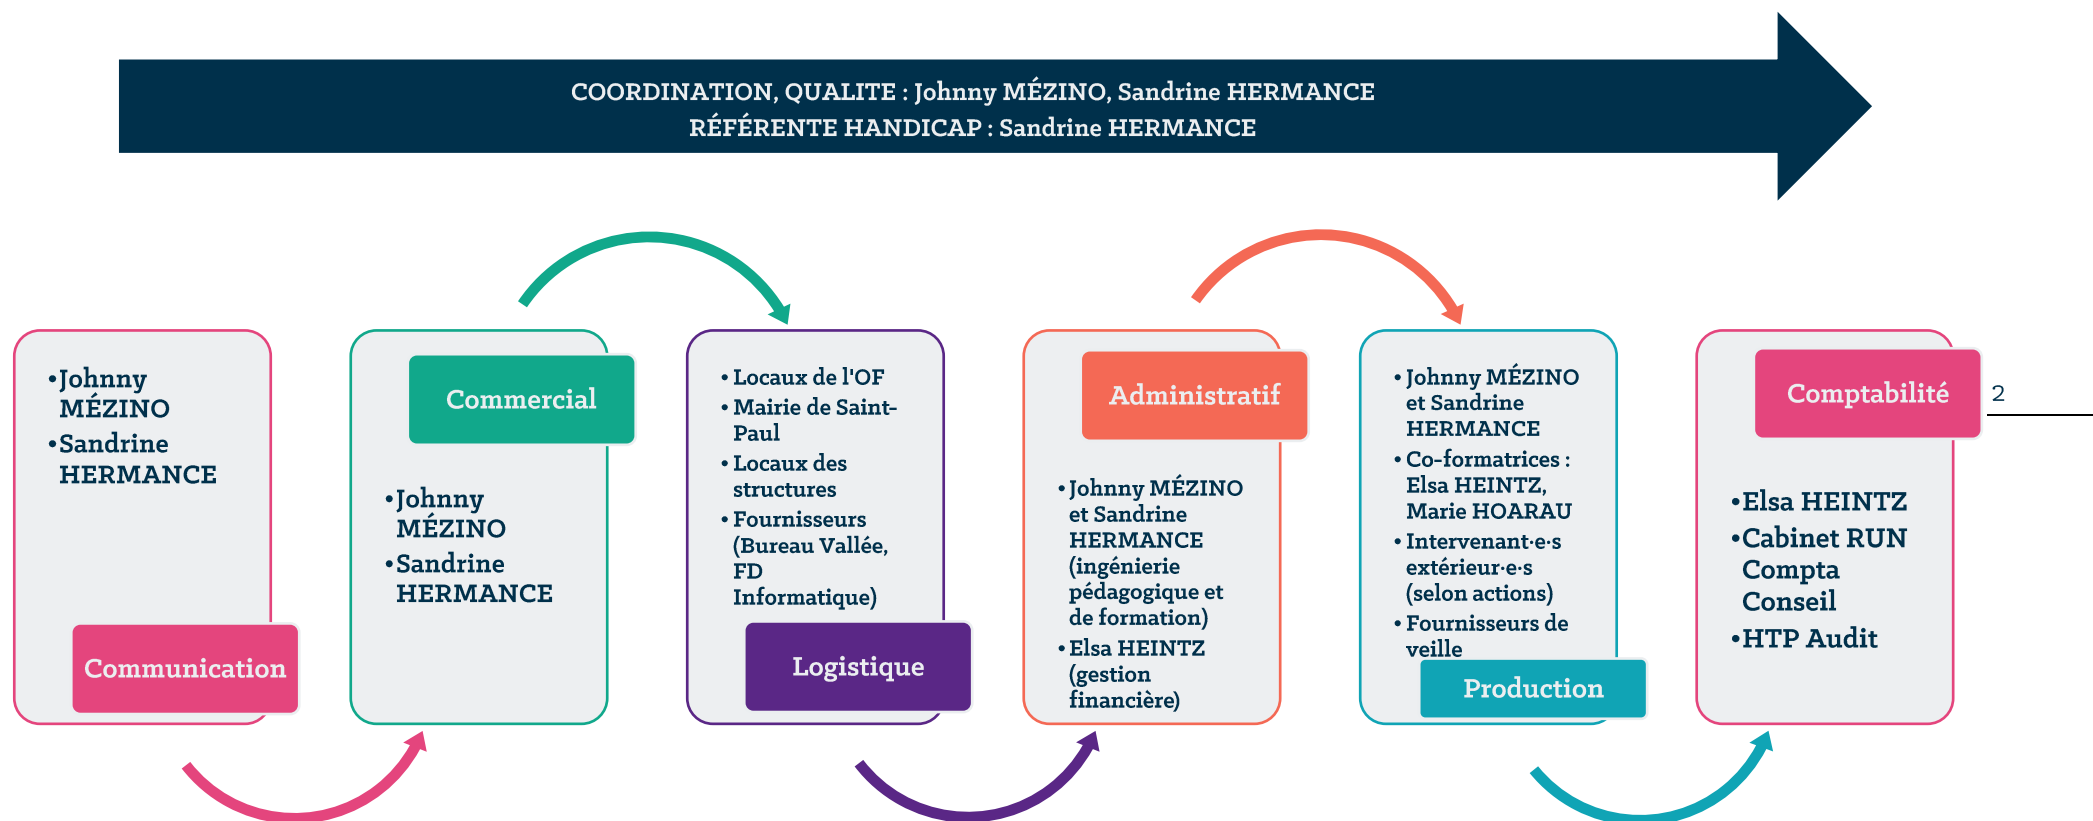 COORDINATION, QUALITE : Johnny MÉZINO, Sandrine HERMANCE
RÉFÉRENTE HANDICAP : Sandrine HERMANCE
•Johnny
MÉZINO
•Sandrine
HERMANCE
Communication
Commercial
•Johnny
MÉZINO
•Sandrine
HERMANCE
• Locaux de l'OF
• Mairie de Saint-
Paul
• Locaux des
structures
• Fournisseurs
(Bureau Vallée,
FD
Informatique)
Logistique
Administratif
• Johnny MÉZINO
et Sandrine
HERMANCE
(ingénierie
pédagogique et
de formation)
• Elsa HEINTZ
(gestion
financière)
• Johnny MÉZINO
et Sandrine
HERMANCE
• Co-formatrices :
Elsa HEINTZ,
Marie HOARAU
• Intervenant·e·s
extérieur·e·s
(selon actions)
• Fournisseurs de
veille
Production
Comptabilité
•Elsa HEINTZ
•Cabinet RUN
Compta
Conseil
•HTP Audit
2